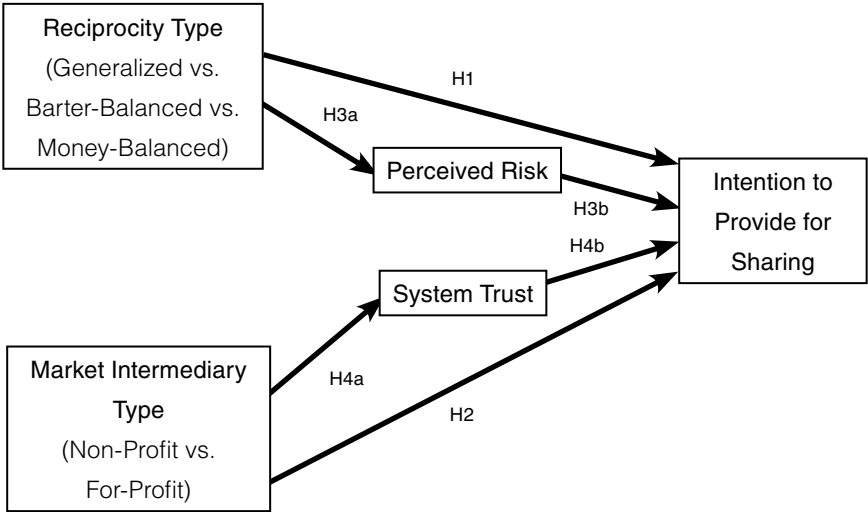 Reciprocity Type
(Generalized vs.
Barter-Balanced vs.
Money-Balanced)
H1
H3a
Perceived Risk
H3b
Intention to
Provide for
Sharing
H4b
System Trust
H4a
H2
Market Intermediary
Type
(Non-Profit vs.
For-Profit)